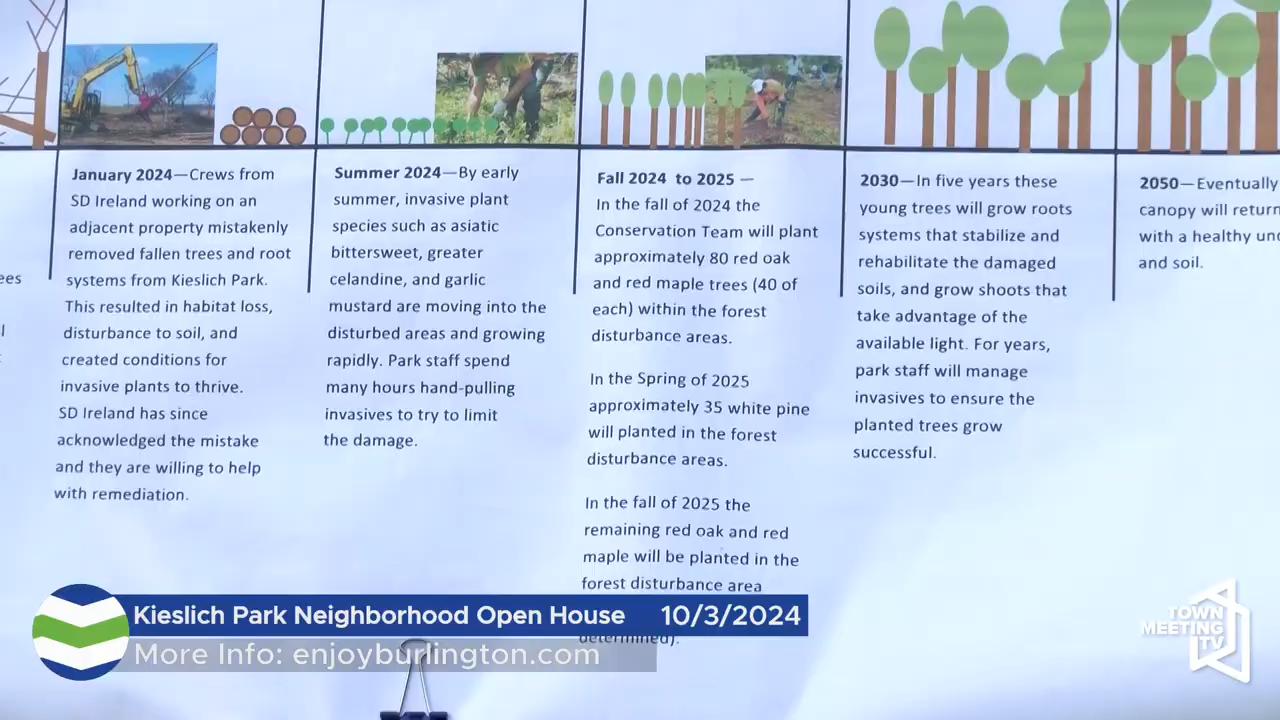 ees
January 2024—Crews from
SD Ireland working on an
adjacent property mistakenly
removed fallen trees and root
systems from Kieslich Park.
This resulted in habitat loss,
disturbance to soil, and
created conditions for
invasive plants to thrive.
SD Ireland has since
acknowledged the mistake
and they are willing to help
with remediation.
Summer 2024—By early
summer, invasive plant
species such as asiatic
bittersweet, greater
celandine, and garlic
mustard are moving into the
disturbed areas and growing
rapidly. Park staff spend
many hours hand-pulling
invasives to try to limit
the damage.
Fall 2024 to 2025 —
In the fall of 2024 the
Conservation Team will plant
approximately 80 red oak
and red maple trees (40 of
each) within the forest
disturbance areas.
In the Spring of 2025
approximately 35 white pine
will planted in the forest
disturbance areas.
In the fall of 2025 the
remaining red oak and red
maple will be planted in the
forest disturbance area
determined).
2030—In five years these
young trees will grow roots
systems that stabilize and
rehabilitate the damaged
soils, and grow shoots that
take advantage of the
available light. For years,
park staff will manage
invasives to ensure the
planted trees grow
successful.
2050—Eventually
canopy will return
with a healthy
and soil.
Kieslich Park Neighborhood Open House 10/3/2024
More Info: enjoyburlington.com
TOWN
MEETING
TV